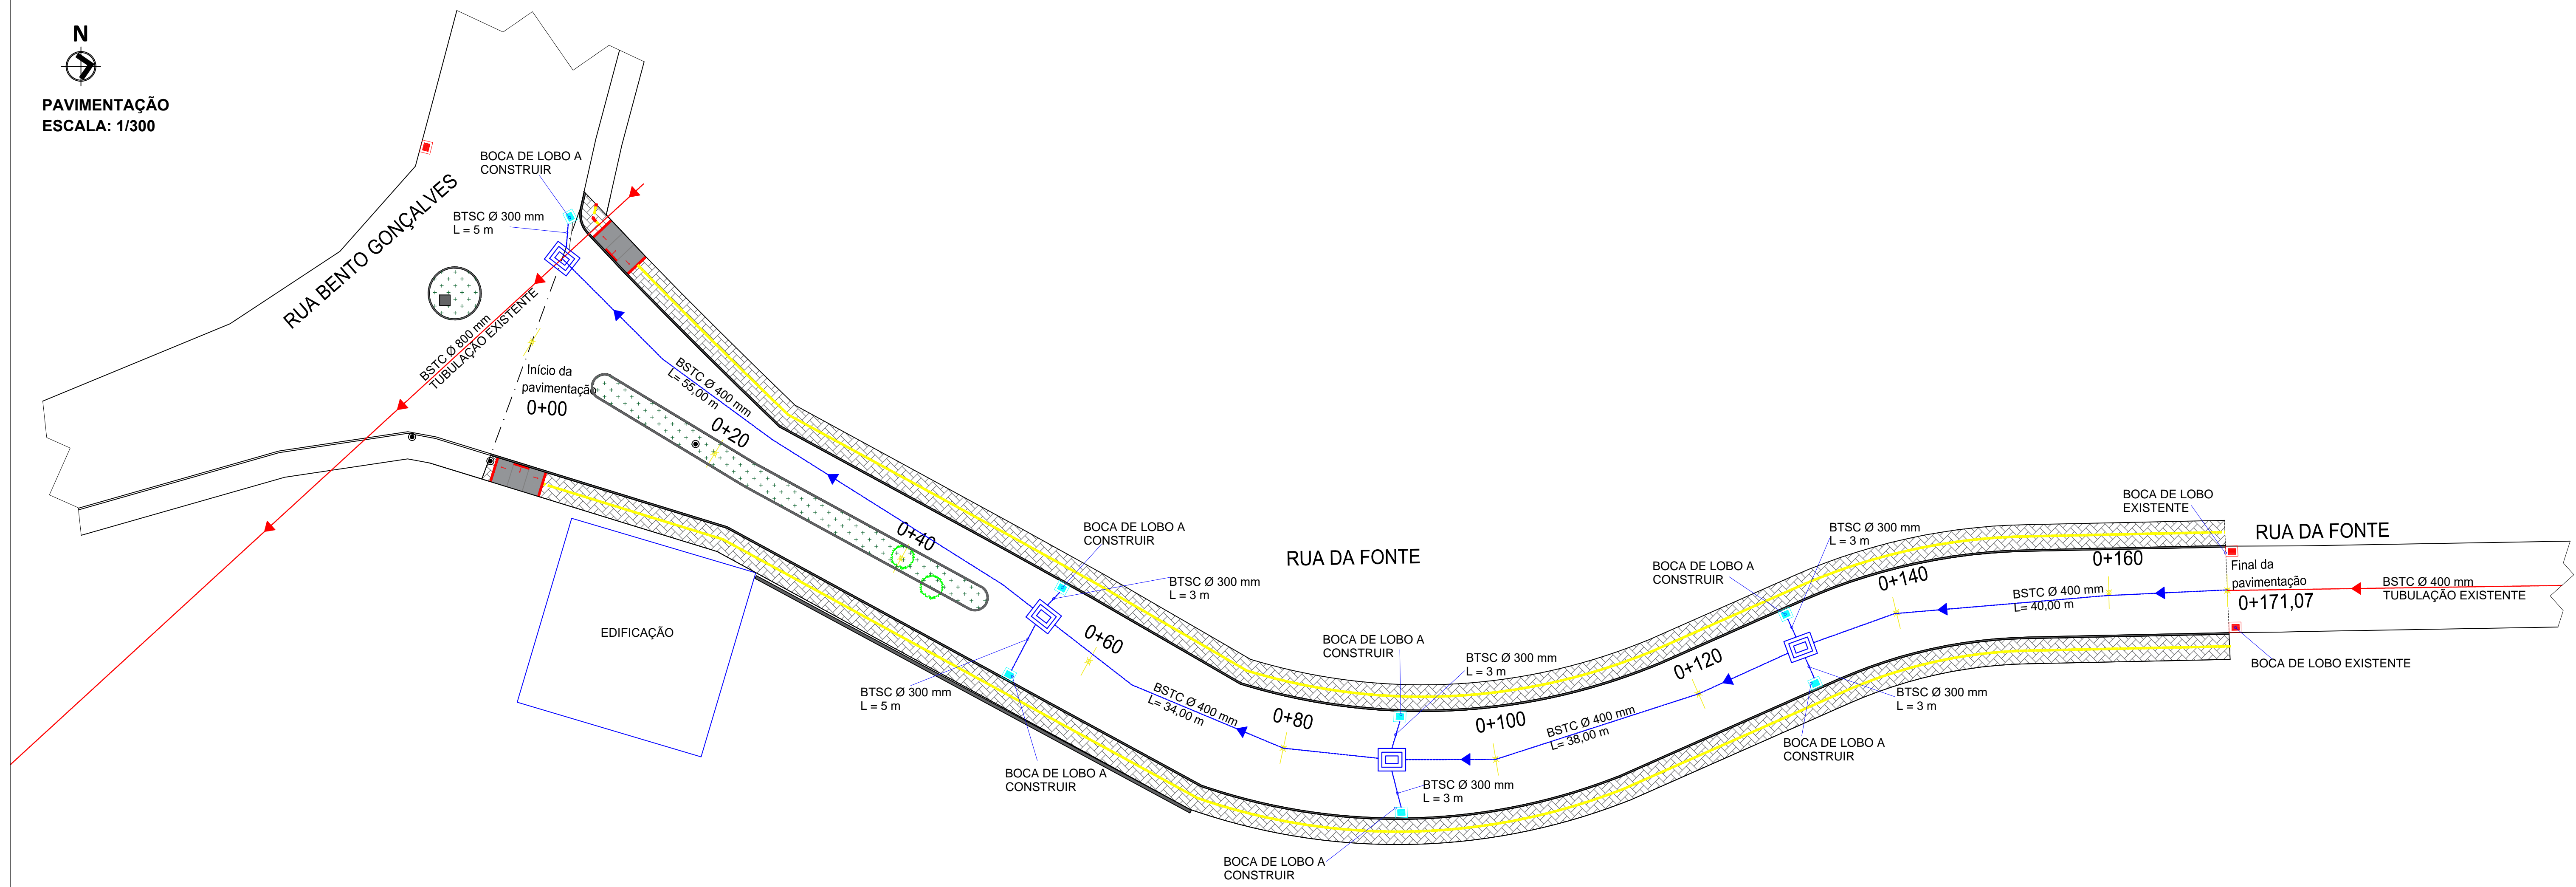 N
PAVIMENTAÇÃO
ESCALA: 1/300
RUA BENTO GONÇALVES
BOCA DE LOBO A
CONSTRUIR
BTSC Ø 300 mm
L = 5 m
BSTC Ø 800 mm
TUBULAÇÃO EXISTENTE
Início da
pavimentação
0+00
BSTC Ø 400 mm
L= 55,00 m
0+20
0+40
EDIFICAÇÃO
BOCA DE LOBO A
CONSTRUIR
BTSC Ø 300 mm
L = 3 m
0+60
BTSC Ø 300 mm
L = 5 m
BOCA DE LOBO A
CONSTRUIR
BSTC Ø 400 mm
L= 34,00 m
RUA DA FONTE
0+80
BOCA DE LOBO A
CONSTRUIR
BTSC Ø 300 mm
L = 3 m
BTSC Ø 300 mm
L = 3 m
BOCA DE LOBO A
CONSTRUIR
0+100
BSTC Ø 400 mm
L= 38,00 m
0+120
BOCA DE LOBO A
CONSTRUIR
BTSC Ø 300 mm
L = 3 m
BTSC Ø 300 mm
L = 3 m
BOCA DE LOBO A
CONSTRUIR
0+140
BSTC Ø 400 mm
L= 40,00 m
0+160
BOCA DE LOBO
EXISTENTE
RUA DA FONTE
Final da
pavimentação
0+171,07
BSTC Ø 400 mm
TUBULAÇÃO EXISTENTE
BOCA DE LOBO EXISTENTE